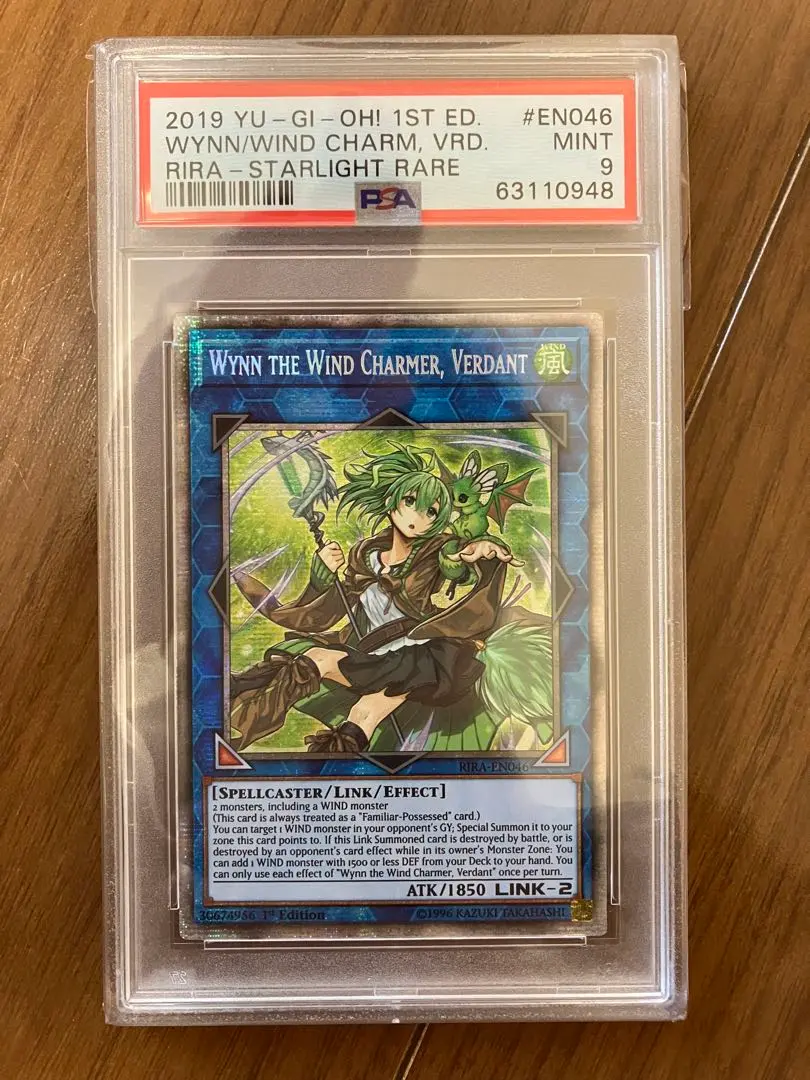 2019 YU-GI-OH! 1ST ED. #EN046
WYNN/WIND CHARM, VRD. MINT
RIRA-STARLIGHT RARE 9
PSA 63110948
WYNN THE WIND CHARMER, VERDANT
WIND
風
RIRA-EN046
[SPELLCASTER/LINK/EFFECT]
2 monsters, including a WIND monster
(This card is always treated as a "Familiar-Possessed" card.)
You can target 1 WIND monster in your opponent's GY; Special Summon it to your
zone this card points to. If this Link Summoned card is destroyed by battle, or is
destroyed by an opponent's card effect while in its owner's Monster Zone: You
can add 1 WIND monster with 1500 or less DEF from your Deck to your hand. You
can only use each effect of "Wynn the Wind Charmer, Verdant" once per turn.
ATK/1850 LINK-2
30674956 1st Edition ©1996 KAZUKI TAKAHASHI